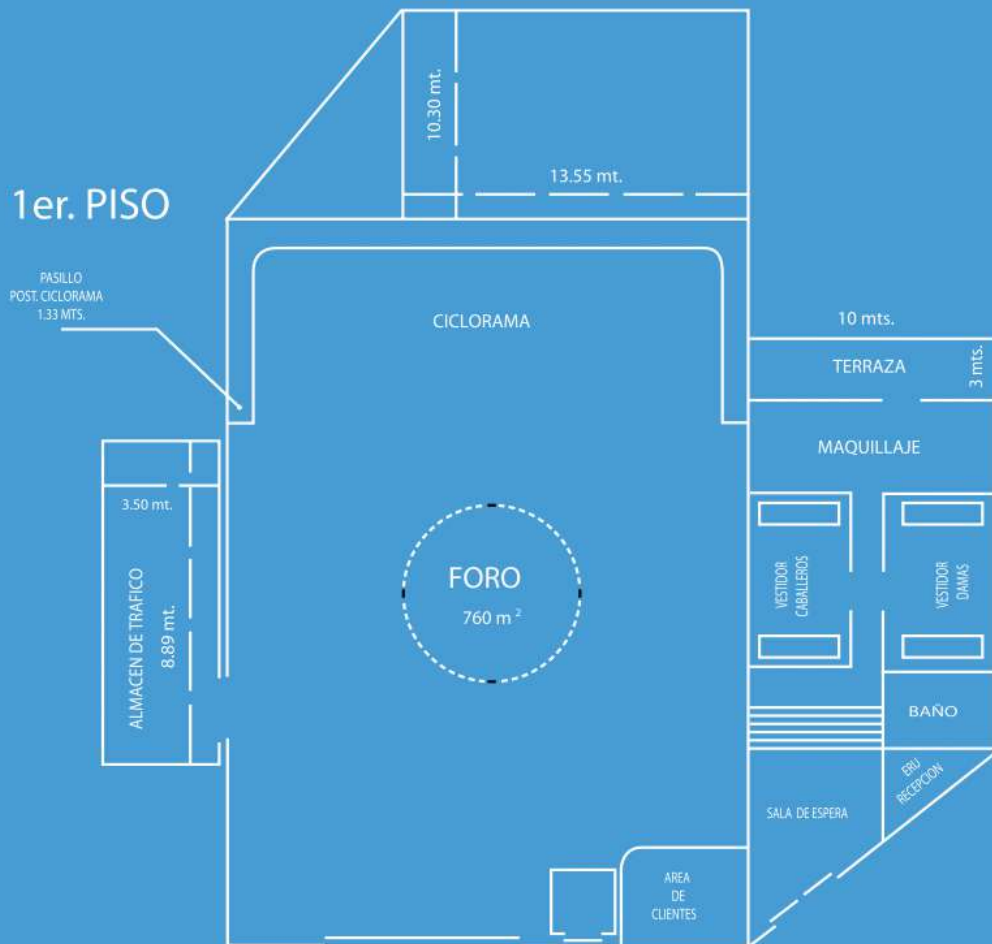 10.30 mt.
13.55 mt.
1er. PISO
PASILLO
POST. CICLORAMA
1.33 MTS.
CICLORAMA
10 mts.
TERRAZA
3 mts.
MAQUILLAJE
3.50 mt.
ALMACEN DE TRAFICO
8.89 mt.
FORO
760 m ²
VESTIDOR
CABALLEROS
VESTIDOR
DAMAS
BAÑO
ERU
RECEPCION
SALA DE ESPERA
AREA
DE
CLIENTES